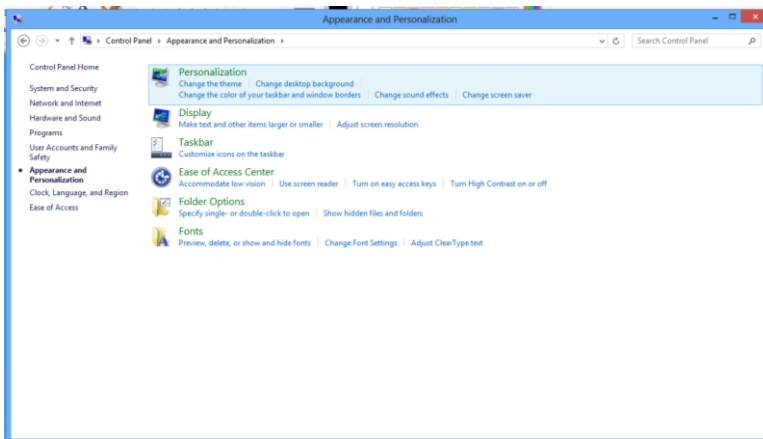 Appearance and Personalization
Control Panel Appearance and Personalization
Search Control Panel
Control Panel Home
System and Security
Network and Internet
Hardware and Sound
Programs
User Accounts and Family
Safety
Appearance and
Personalization
Clock, Language, and Region
Ease of Access
Personalization
Change the theme Change desktop background
Change the color of your taskbar and window borders Change sound effects Change screen saver
Display
Make text and other items larger or smaller Adjust screen resolution
Taskbar
Customize icons on the taskbar
Ease of Access Center
Accommodate low vision Use screen reader Turn on easy access keys Turn High Contrast on or off
Folder Options
Specify single- or double-click to open Show hidden files and folders
Fonts
Preview, delete, or show and hide fonts Change Font Settings Adjust ClearType text